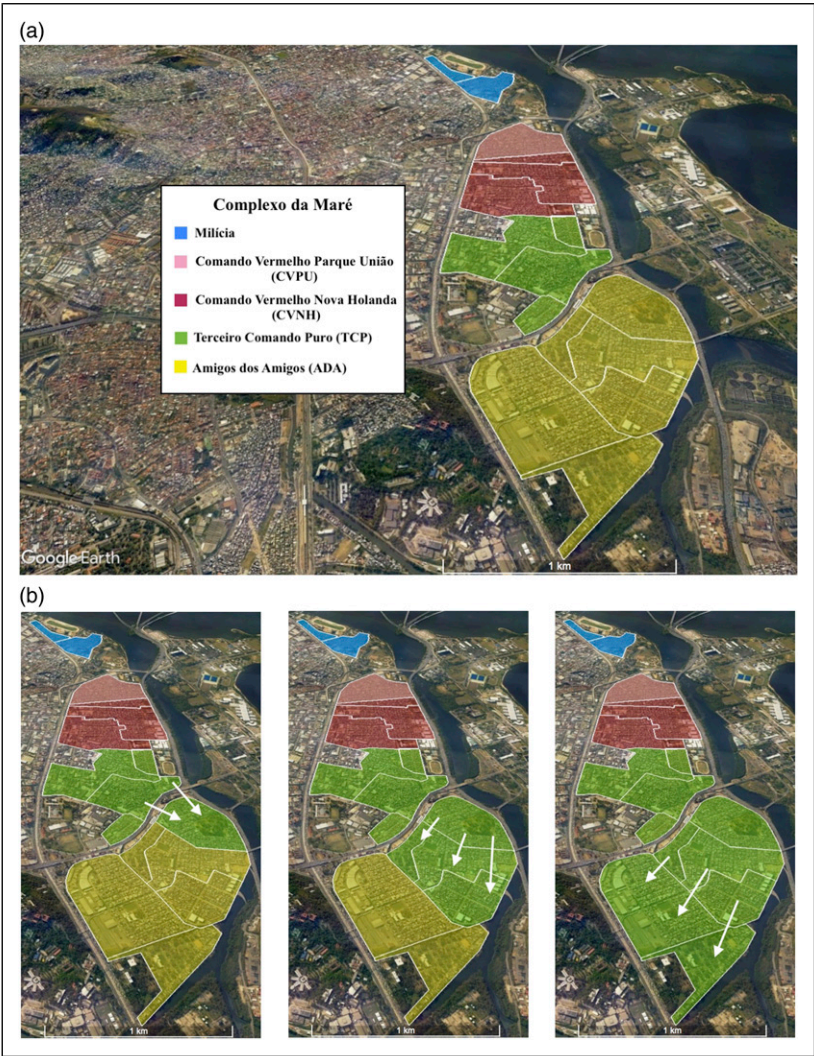 (a)
Complexo da Maré
Milícia
Comando Vermelho Parque União
(CVPU)
Comando Vermelho Nova Holanda
(CVNH)
Terceiro Comando Puro (TCP)
Amigos dos Amigos (ADA)
Google Earth
1 km
(b)
1 km
1 km
1 km